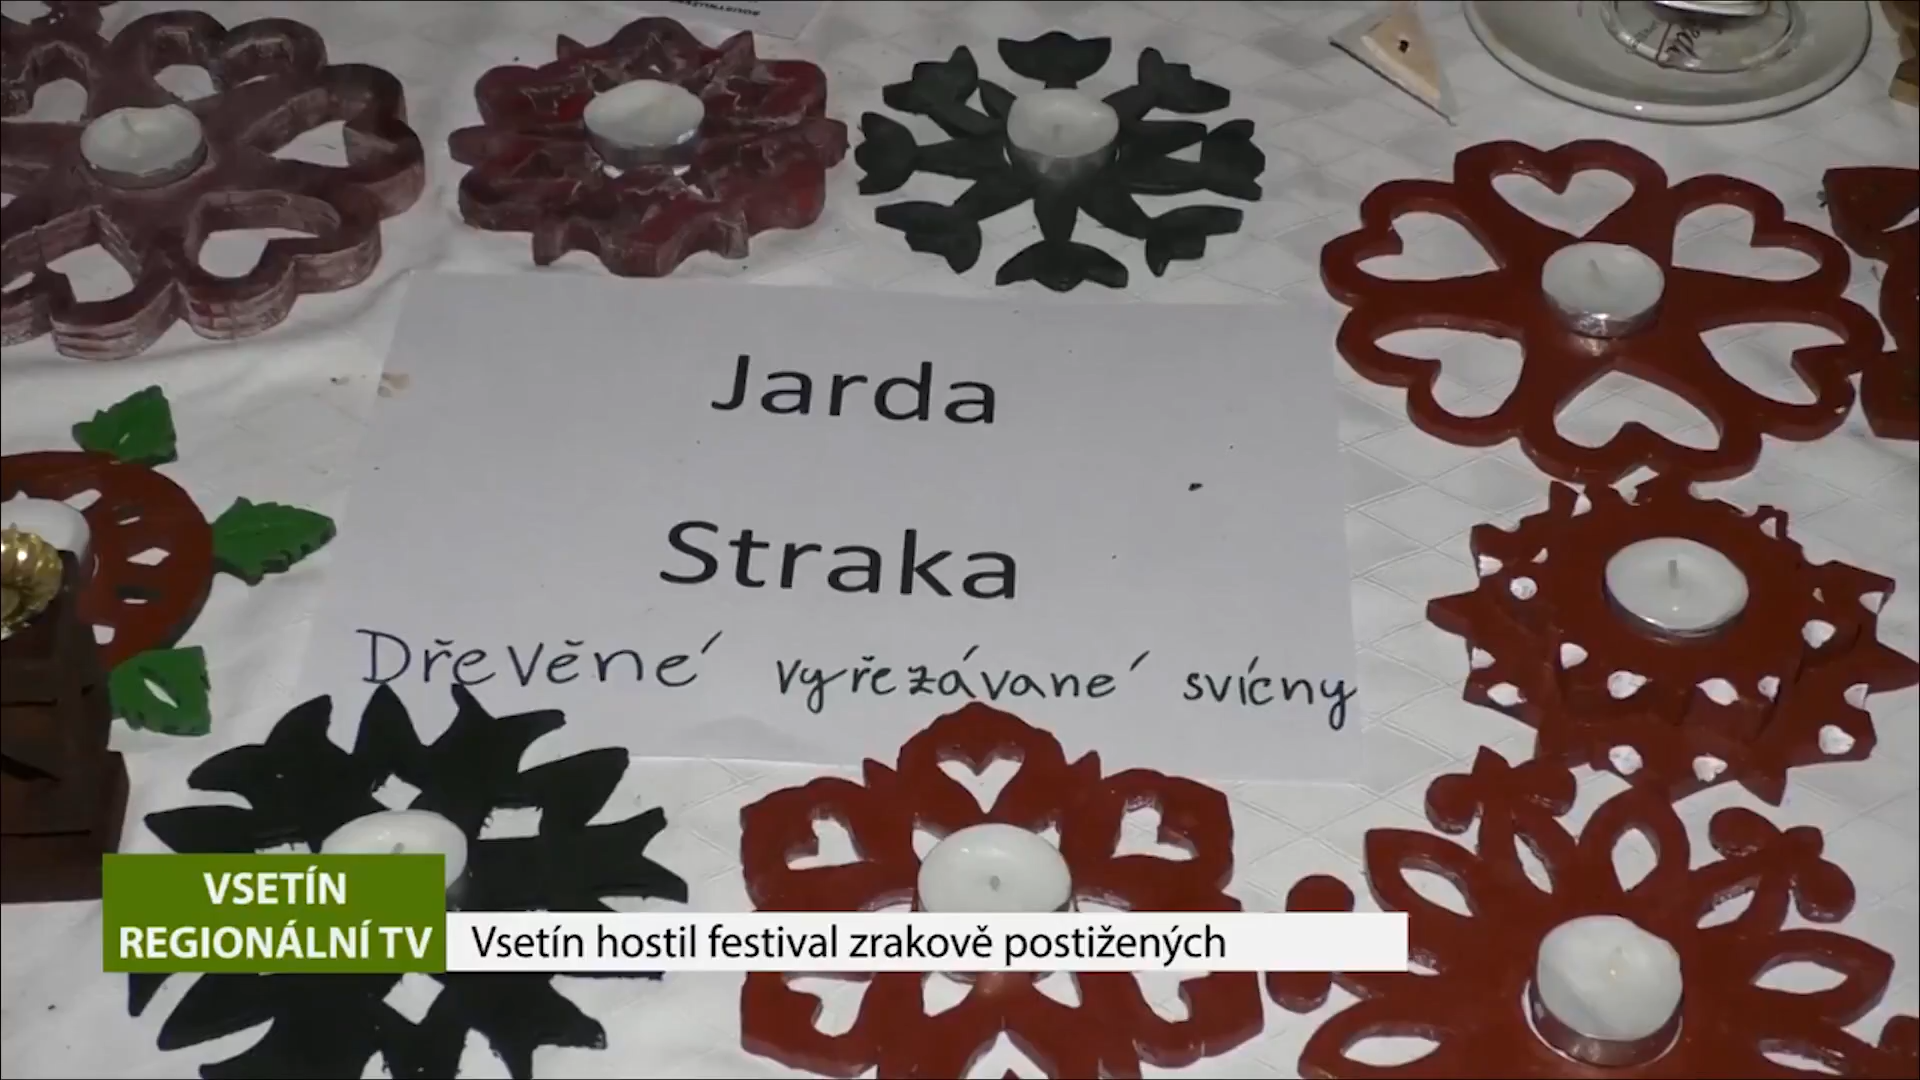 Jarda
Straka
Dřevěné vyřezávané svícny
VSETÍN
REGIONÁLNÍ TV
Vsetín hostil festival zrakově postižených